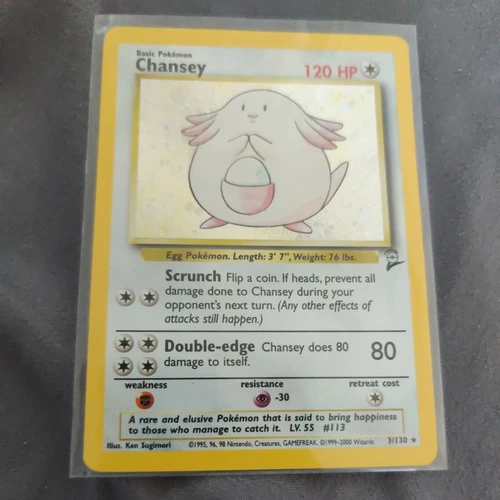 Basic Pokémon
Chansey 120 HP
Egg Pokémon. Length: 3' 7", Weight: 76 lbs.
Scrunch Flip a coin. If heads, prevent all
damage done to Chansey during your
opponent's next turn. (Any other effects of
attacks still happen.)
Double-edge Chansey does 80 80
damage to itself.
weakness resistance retreat cost
-30
A rare and elusive Pokémon that is said to bring happiness
to those who manage to catch it. LV. 55 #113
Illus. Ken Sugimori ©1995, 96, 98 Nintendo, Creatures, GAMEFREAK. ©1999-2000 Wizards. 3/130 ★